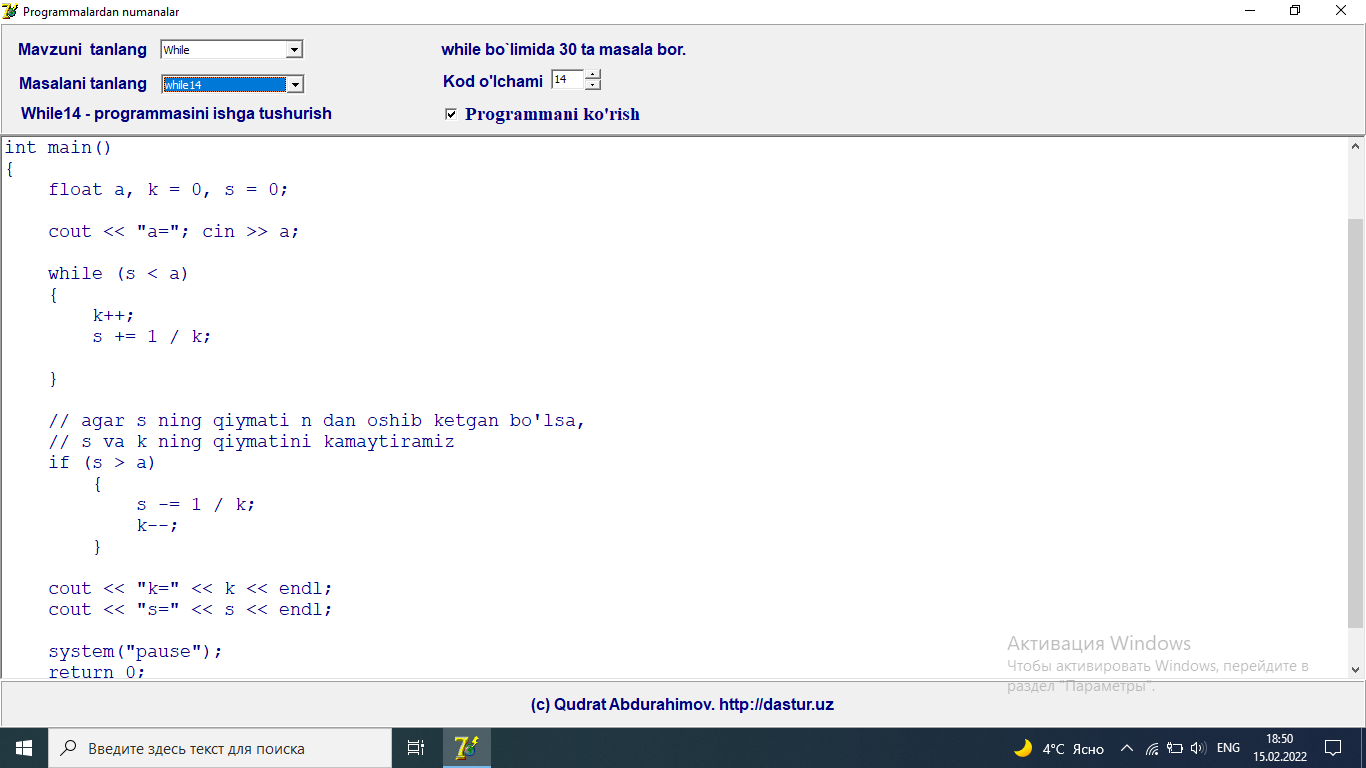 Programmalardan numanalar
Mavzuni tanlang While while bo`limida 30 ta masala bor.
Masalani tanlang while14 Kod o'lchami 14
While14 - programmasini ishga tushurish Programmani ko'rish
int main()
{
float a, k = 0, s = 0;
cout << "a="; cin >> a;
while (s < a)
{
k++;
s += 1 / k;
}
// agar s ning qiymati n dan oshib ketgan bo'lsa,
// s va k ning qiymatini kamaytiramiz
if (s > a)
{
s -= 1 / k;
k--;
}
cout << "k=" << k << endl;
cout << "s=" << s << endl;
system("pause");
return 0;
Активация Windows
Чтобы активировать Windows, перейдите в
раздел "Параметры".
(c) Qudrat Abdurahimov. http://dastur.uz
Введите здесь текст для поиска
4°C Ясно
ENG
18:50
15.02.2022